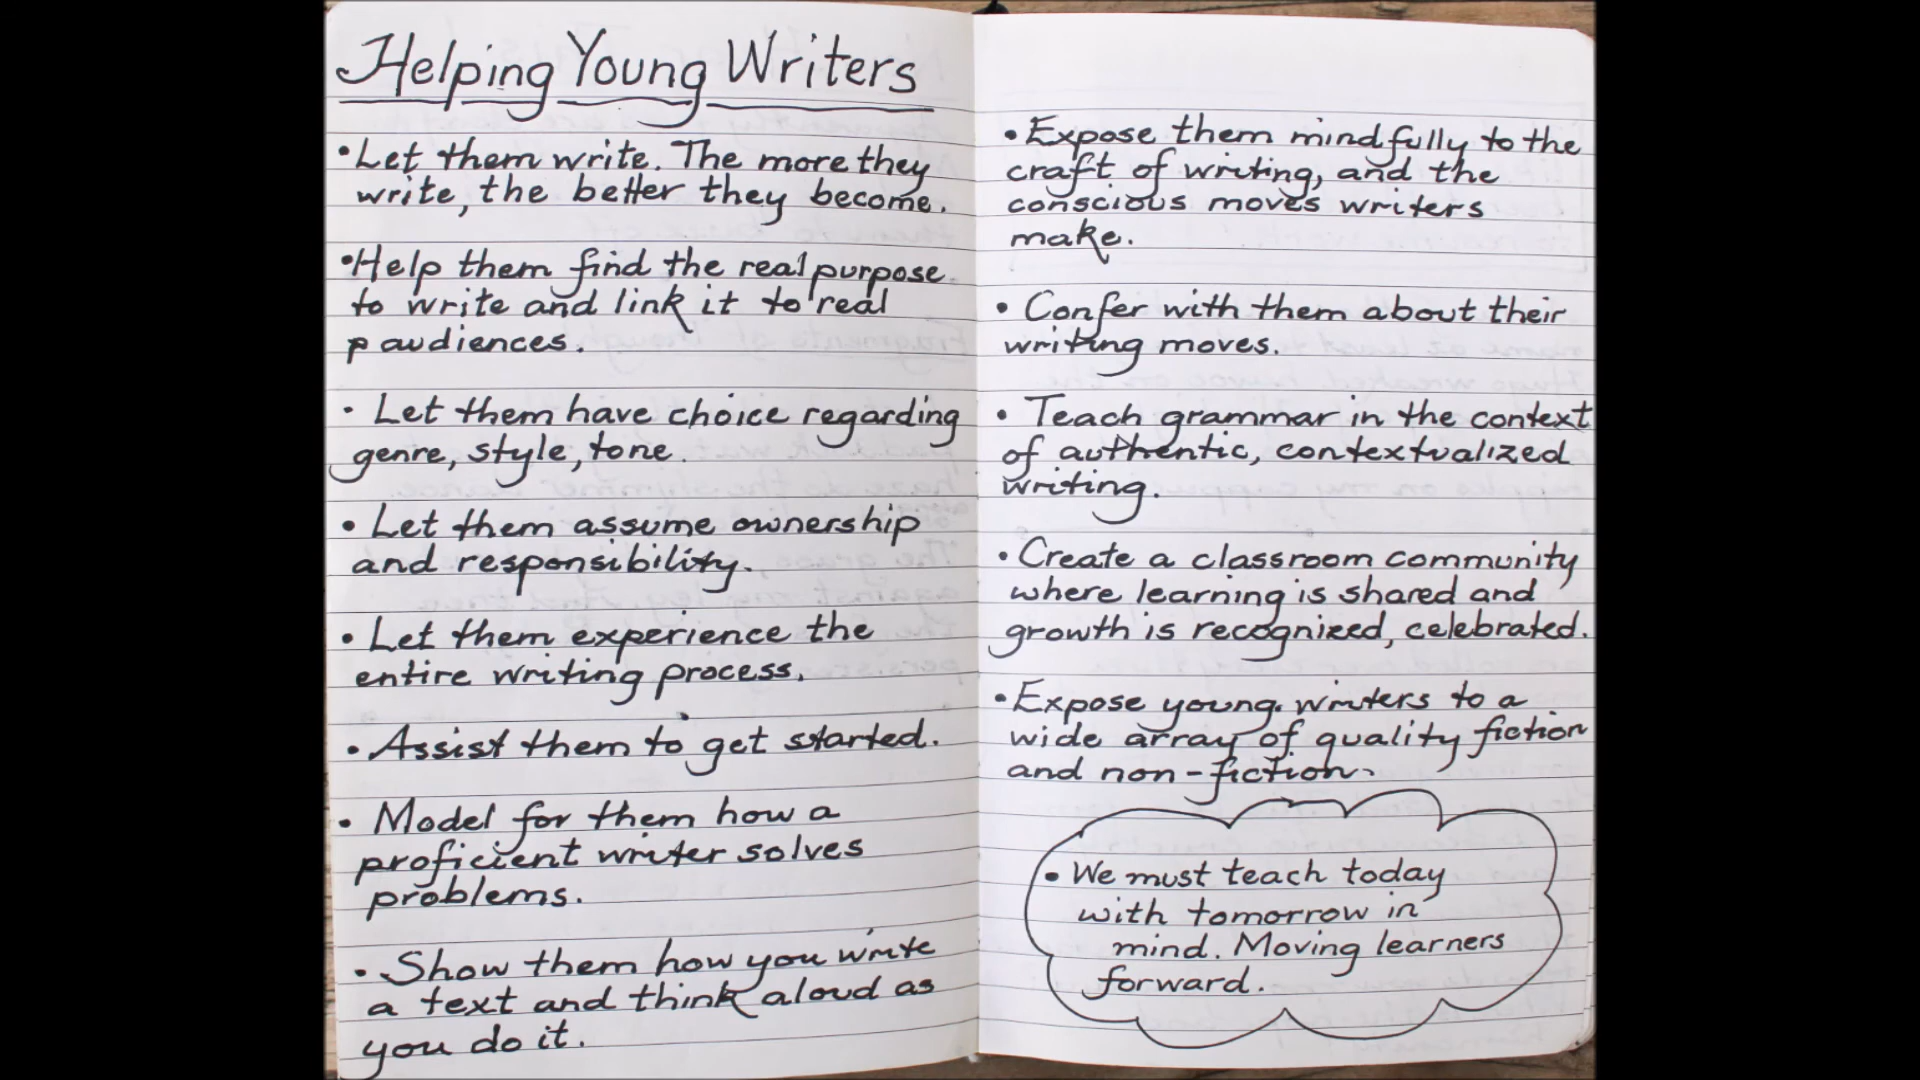 Helping Young Writers
• Let them write. The more they
write, the better they become.
• Help them find the real purpose
to write and link it to real
p audiences.
• Let them have choice regarding
genre, style, tone.
• Let them assume ownership
and responsibility.
• Let them experience the
entire writing process.
• Assist them to get started.
• Model for them how a
proficient writer solves
problems.
• Show them how you write
a text and think aloud as
you do it.
• Expose them mindfully to the
craft of writing, and the
conscious moves writers
make.
• Confer with them about their
writing moves.
• Teach grammar in the context
of authentic, contextualized
writing.
• Create a classroom community
where learning is shared and
growth is recognized, celebrated.
• Expose young writers to a
wide array of quality fiction
and non-fiction.
• We must teach today
with tomorrow in
mind. Moving learners
forward.